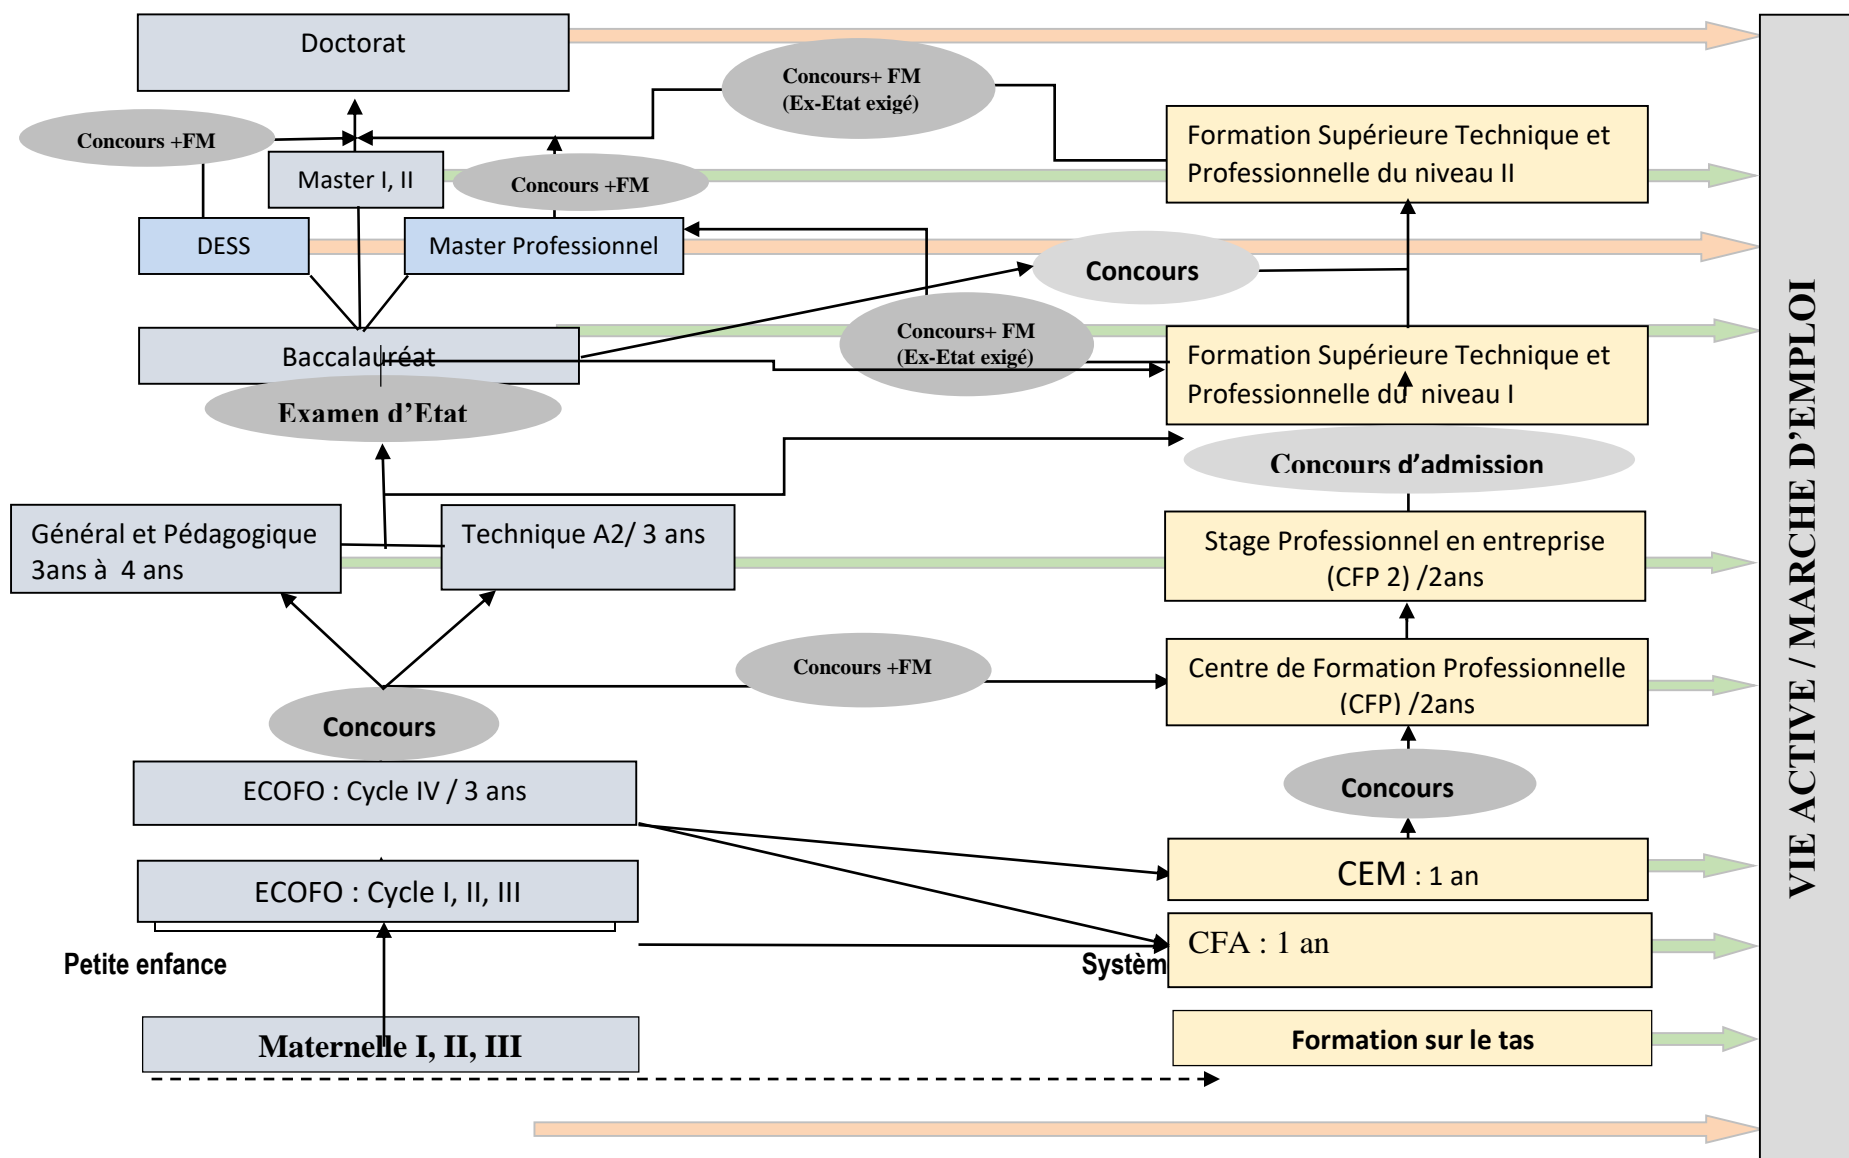 Doctorat
Concours+ FM
(Ex-Etat exigé)
Concours +FM
Formation Supérieure Technique et
Professionnelle du niveau II
Master I, II
Concours +FM
DESS
Master Professionnel
Concours
Baccalauréat
Concours+ FM
(Ex-Etat exigé)
Formation Supérieure Technique et
Professionnelle du niveau I
Examen d’Etat
Concours d’admission
Général et Pédagogique
3ans à 4 ans
Technique A2/ 3 ans
Stage Professionnel en entreprise
(CFP 2) /2ans
Concours +FM
Centre de Formation Professionnelle
(CFP) /2ans
Concours
ECOFO : Cycle IV / 3 ans
Concours
ECOFO : Cycle I, II, III
CEM : 1 an
CFA : 1 an
Petite enfance
Systèm
Maternelle I, II, III
Formation sur le tas
VIE ACTIVE / MARCHE D’EMPLOI